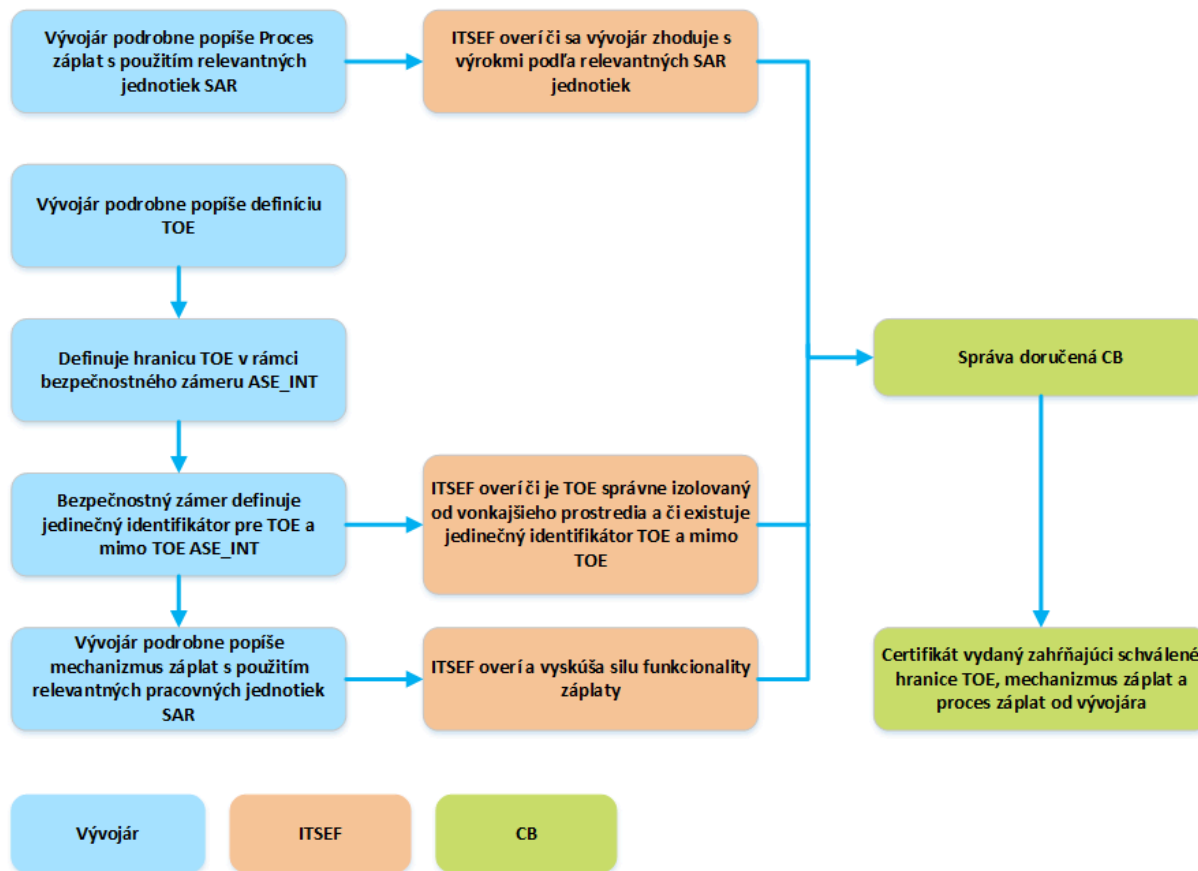 Vývojár podrobne popíše Proces
záplat s použitím relevantných
jednotiek SAR
ITSEF overí či sa vývojár zhoduje s
výrokmi podľa relevantných SAR
jednotiek
Vývojár podrobne popíše definíciu
TOE
Definuje hranicu TOE v rámci
bezpečnostného zámeru ASE_INT
Správa doručená CB
Bezpečnostný zámer definuje
jedinečný identifikátor pre TOE a
mimo TOE ASE_INT
ITSEF overí či je TOE správne izolovaný
od vonkajšieho prostredia a či existuje
jedinečný identifikátor TOE a mimo
TOE
Vývojár podrobne popíše
mechanizmus záplat s použitím
relevantných pracovných jednotiek
SAR
ITSEF overí a vyskúša silu funkcionality
záplaty
Certifikát vydaný zahŕňajúci schválené
hranice TOE, mechanizmus záplat a
proces záplat od vývojára
Vývojár
ITSEF
CB